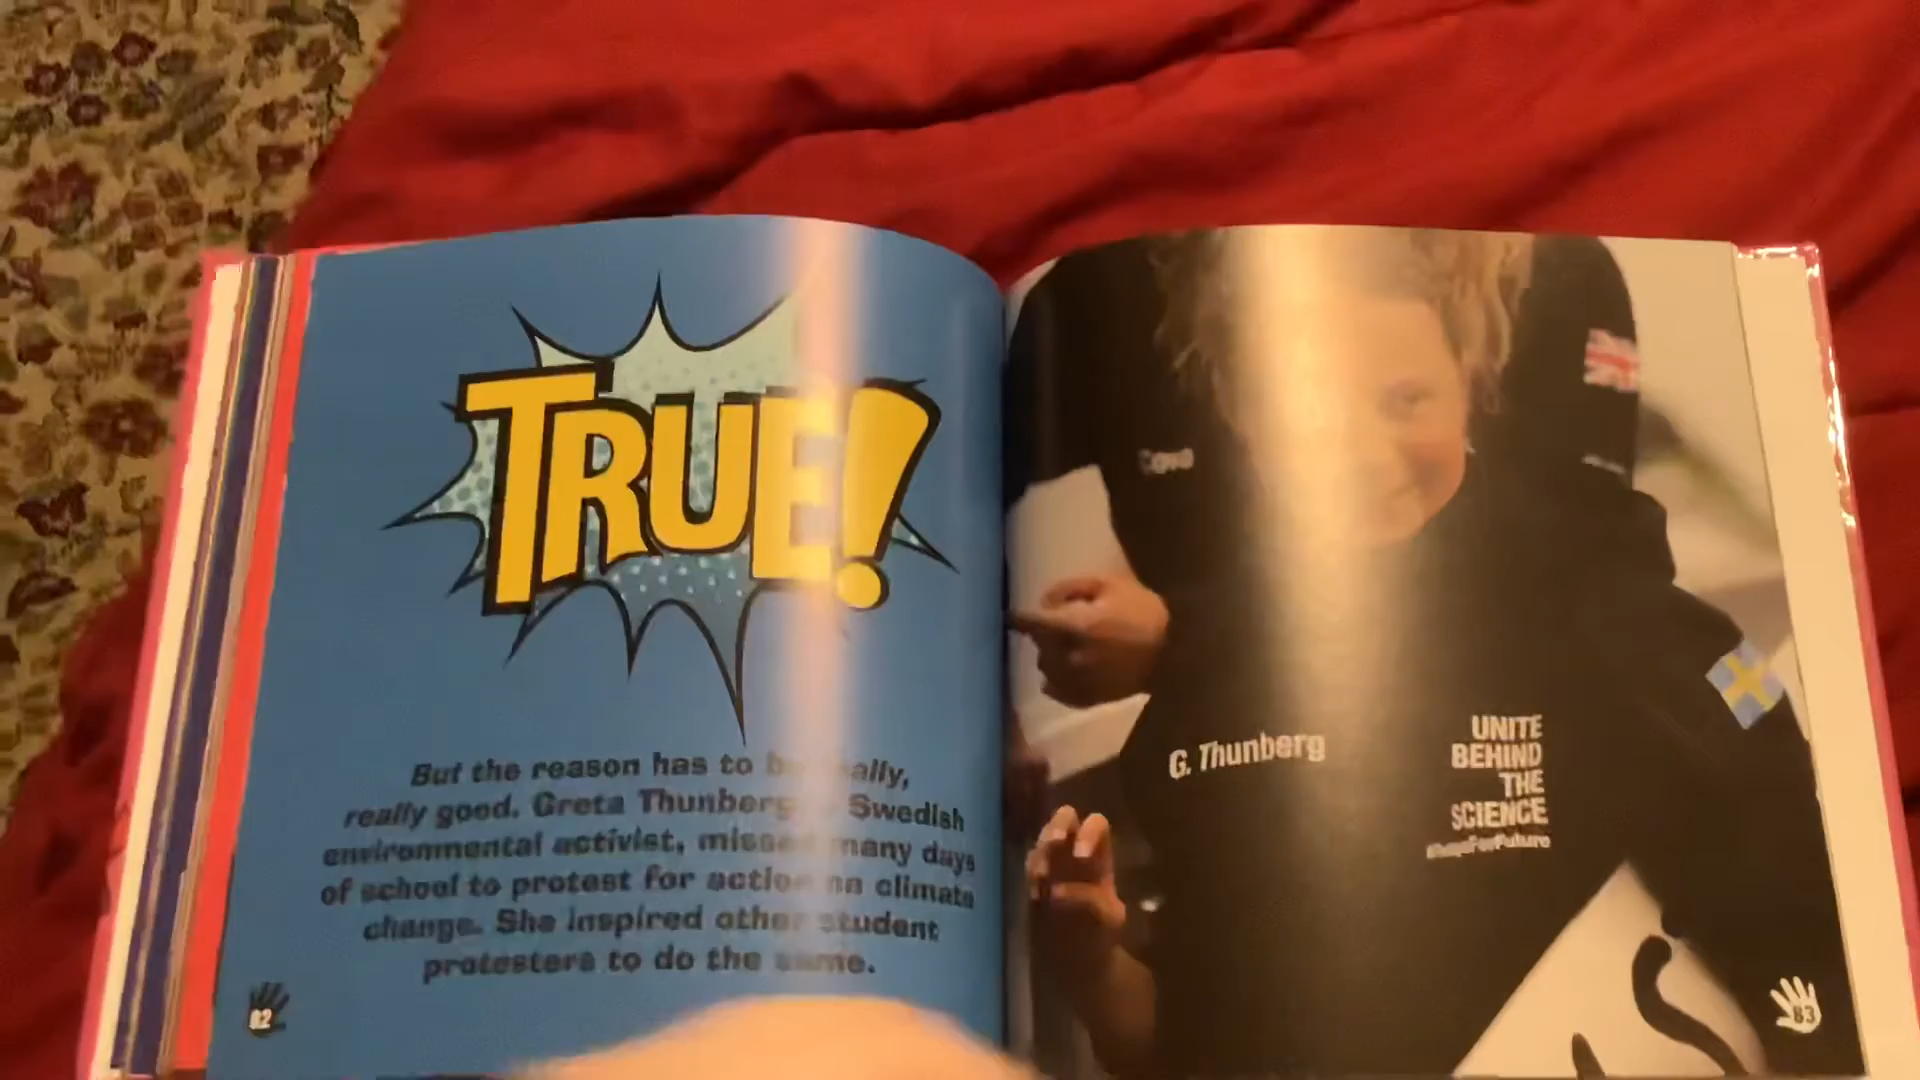 TRUE!
But the reason has to be really,
really good. Greta Thunberg Swedish
environmental activist, missed many days
of school to protest for action on climate
change. She inspired other student
protesters to do the same.
82
G. Thunberg
UNITE
BEHIND
THE
SCIENCE
83